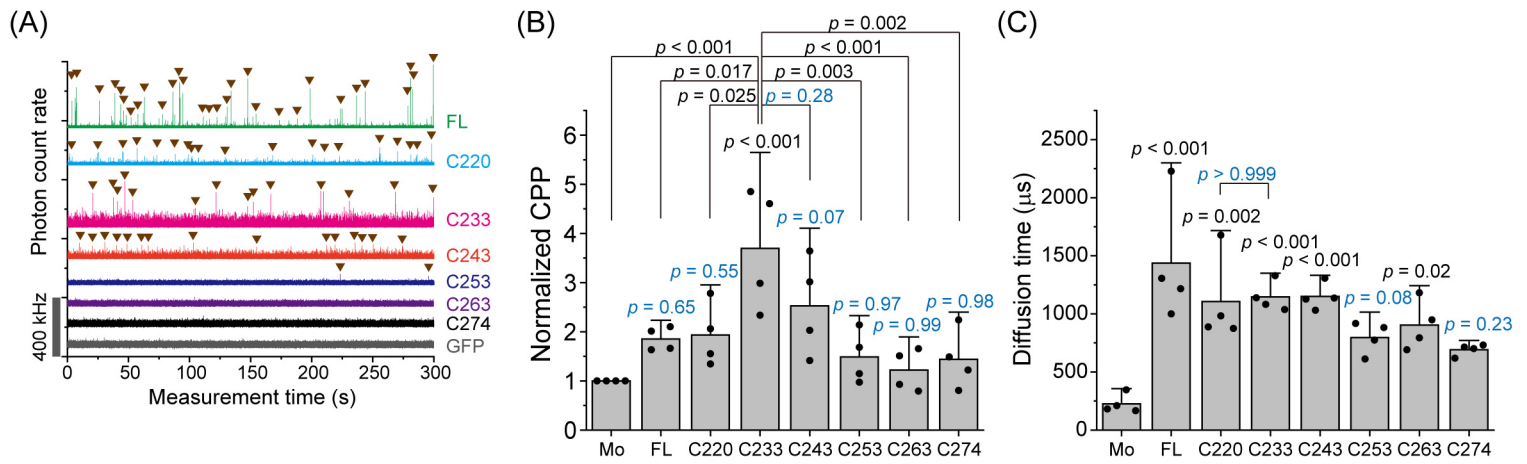 (A)
Photon count rate
400 kHz
FL
C220
C233
C243
C253
C263
C274
GFP
0 50 100 150 200 250 300
Measurement time (s)
(B)
p = 0.002
p < 0.001 p < 0.001
p = 0.017 p = 0.003
p = 0.025 p = 0.28
p < 0.001
p = 0.07
p = 0.55
p = 0.65
p = 0.97
p = 0.99
p = 0.98
Normalized CPP
6
5
4
3
2
1
0
Mo FL C220 C233 C243 C253 C263 C274
(C)
p < 0.001
p > 0.999
p = 0.002
p < 0.001
p < 0.001
p = 0.08
p = 0.02
p = 0.23
Diffusion time (μs)
2500
2000
1500
1000
500
0
Mo FL C220 C233 C243 C253 C263 C274